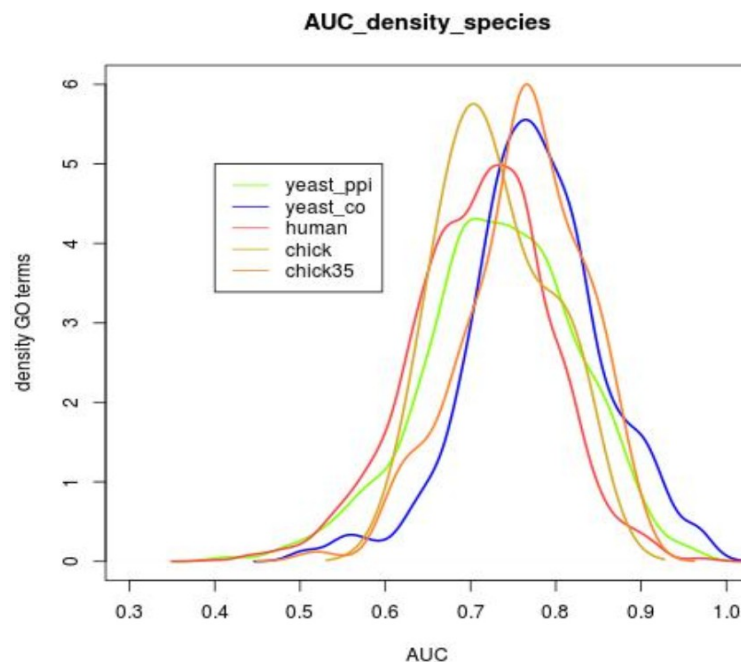 AUC_density_species
density GO terms
6
5
4
3
2
1
0
yeast_ppi
yeast_co
human
chick
chick35
0.3 0.4 0.5 0.6 0.7 0.8 0.9 1.0
AUC